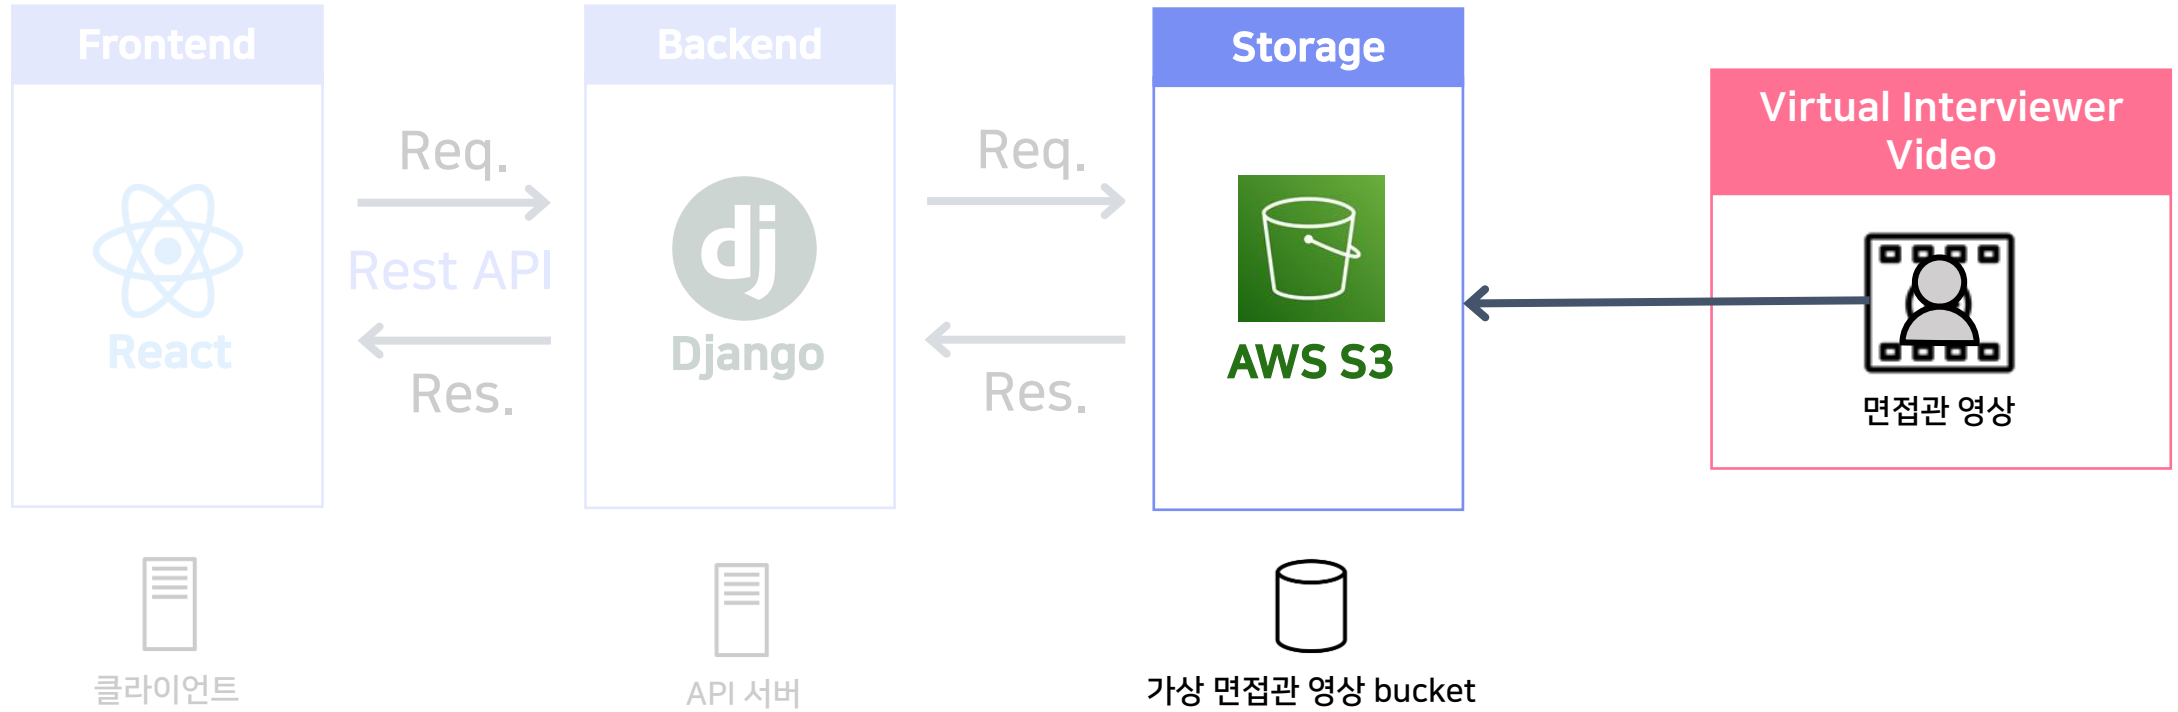 Frontend
React
클라이언트
Req.
Rest API
Res.
Backend
dj
Django
API 서버
Req.
Res.
Storage
AWS S3
가상 면접관 영상 bucket
Virtual Interviewer
Video
면접관 영상